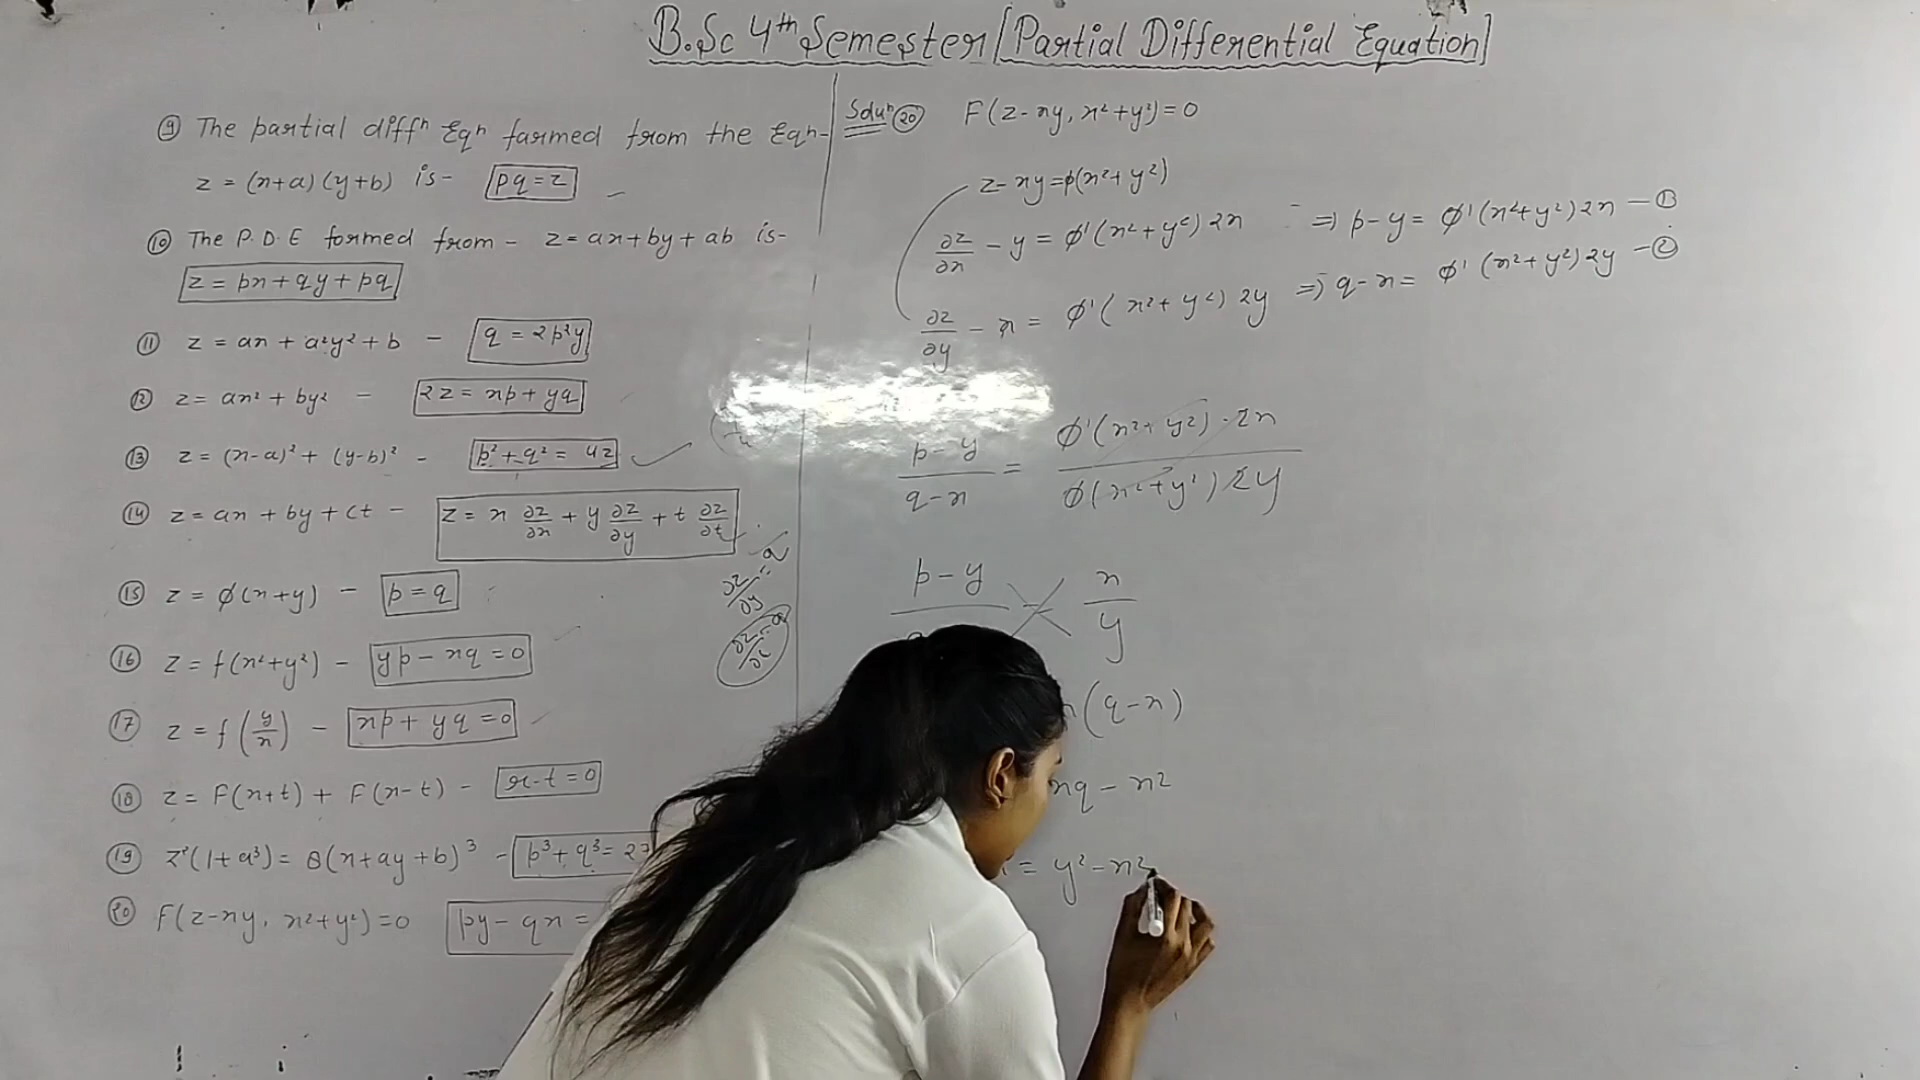 B.Sc 4th Semester [Partial Differential Equation]
⑨ The partial diffⁿ Eqⁿ farmed from the Eqn-
z = (x+a) (y+b) is- pq = z
⑩ The P.D.E formed from - z = ax + by + ab is-
z = px + qy + pq
⑪ z = ax + a²y² + b - q = 2p²y
⑫ z = ax² + by² - 2z = xp + yq
⑬ z = (x-a)² + (y-b)² - p² + q² = 4z
⑭ z = ax + by + ct - z = x ∂z/∂x + y ∂z/∂y + t ∂z/∂t
⑮ z = φ(x+y) - p = q
⑯ z = f(x²+y²) - yp - xq = 0
⑰ z = f(y/x) - xp + yq = 0
⑱ z = F(x+t) + F(x-t) - r-t = 0
⑲ z²(1+a³) = 8(x+ay+b)³ - p³ + q³ = 27
⑳ F(z-xy, x²+y²) = 0 py - qx =
Soluⁿ ⑳ F(z-xy, x²+y²) = 0
z-xy = φ(x²+y²)
∂z/∂x - y = φ'(x²+y²) 2x ⇒ p-y = φ'(x²+y²) 2x - ①
∂z/∂y - x = φ'(x²+y²) 2y ⇒ q-x = φ'(x²+y²) 2y - ②
p-y/q-x = φ'(x²+y²)·2x/φ(x²+y²) 2y
p-y x/y
(q-x)
xq - x²
= y² - x²